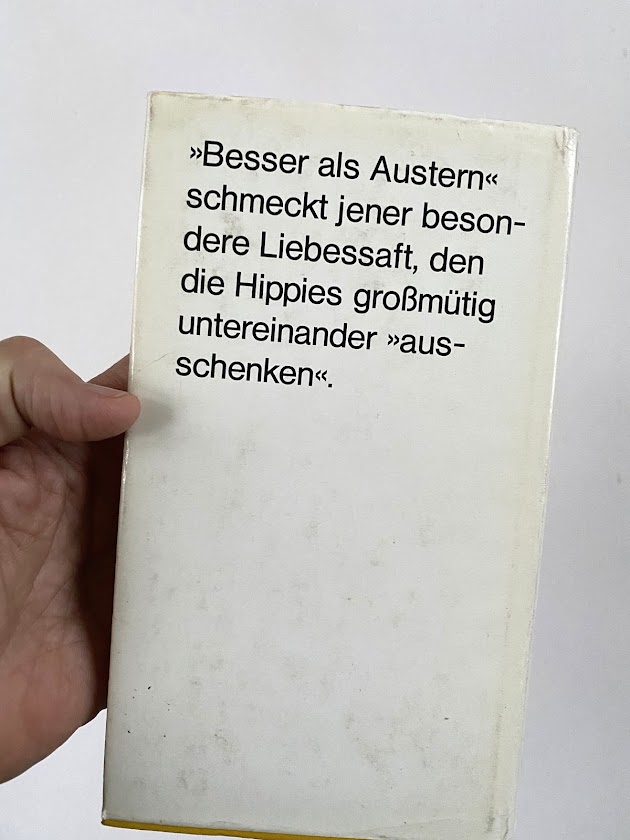 »Besser als Austern«
schmeckt jener beson-
dere Liebessaft, den
die Hippies großmütig
untereinander »aus-
schenken«.